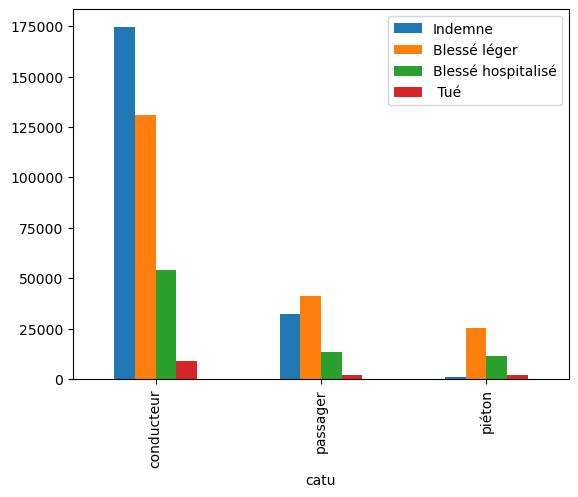 175000
150000
125000
100000
75000
50000
25000
0
Indemne
Blessé léger
Blessé hospitalisé
Tué
conducteur
passager
piéton
catu